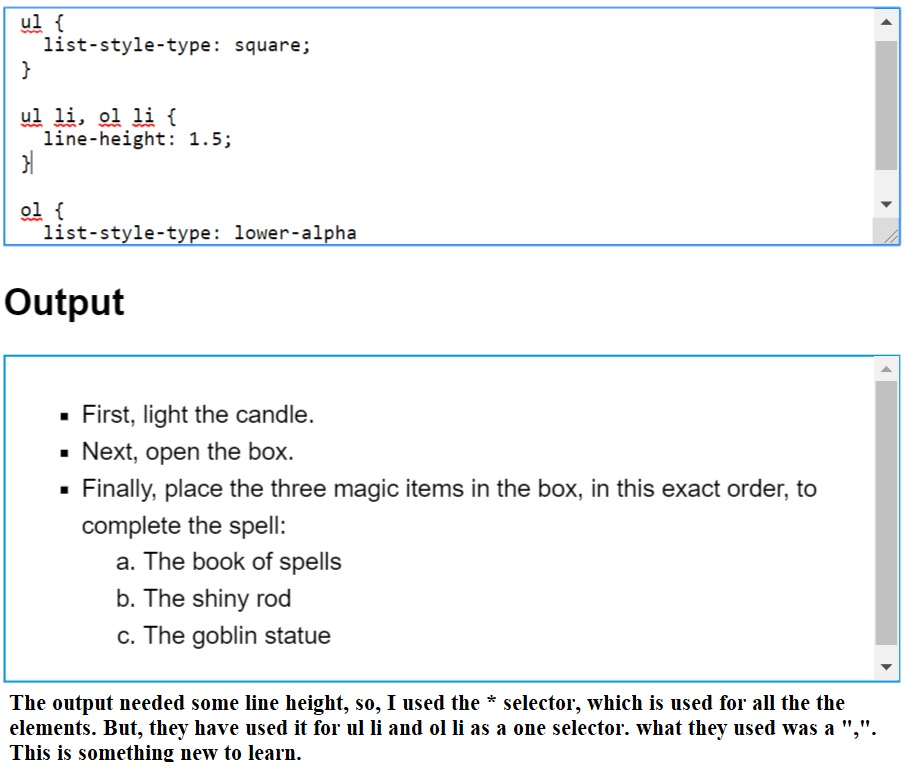 ul {
  list-style-type: square;
}
ul li, ol li {
  line-height: 1.5;
}
ol {
  list-style-type: lower-alpha
Output
▪ First, light the candle.
▪ Next, open the box.
▪ Finally, place the three magic items in the box, in this exact order, to
complete the spell:
a. The book of spells
b. The shiny rod
c. The goblin statue
The output needed some line height, so, I used the * selector, which is used for all the the
elements. But, they have used it for ul li and ol li as a one selector. what they used was a ",".
This is something new to learn.